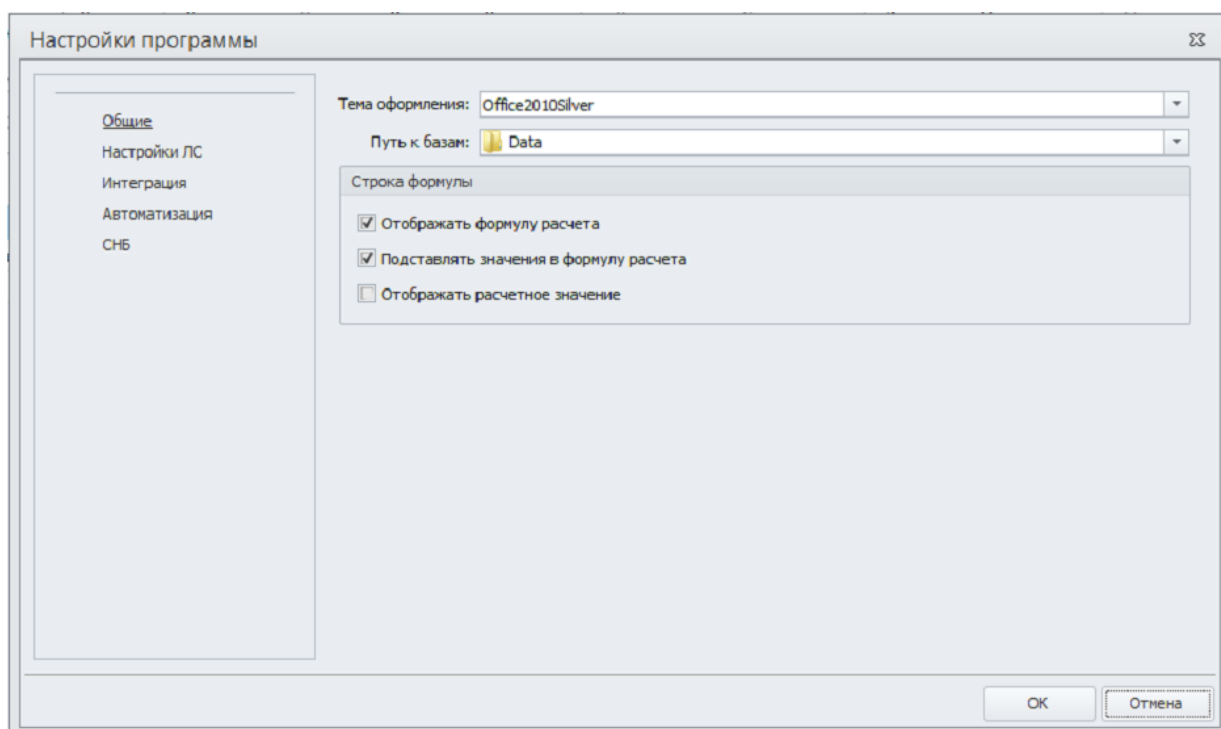 Настройки программы
Общие
Настройки ЛС
Интеграция
Автоматизация
СНБ
Тема оформления: Office2010Silver
Путь к базам: Data
Строка формулы
Отображать формулу расчета
Подставлять значения в формулу расчета
Отображать расчетное значение
ОК
Отмена